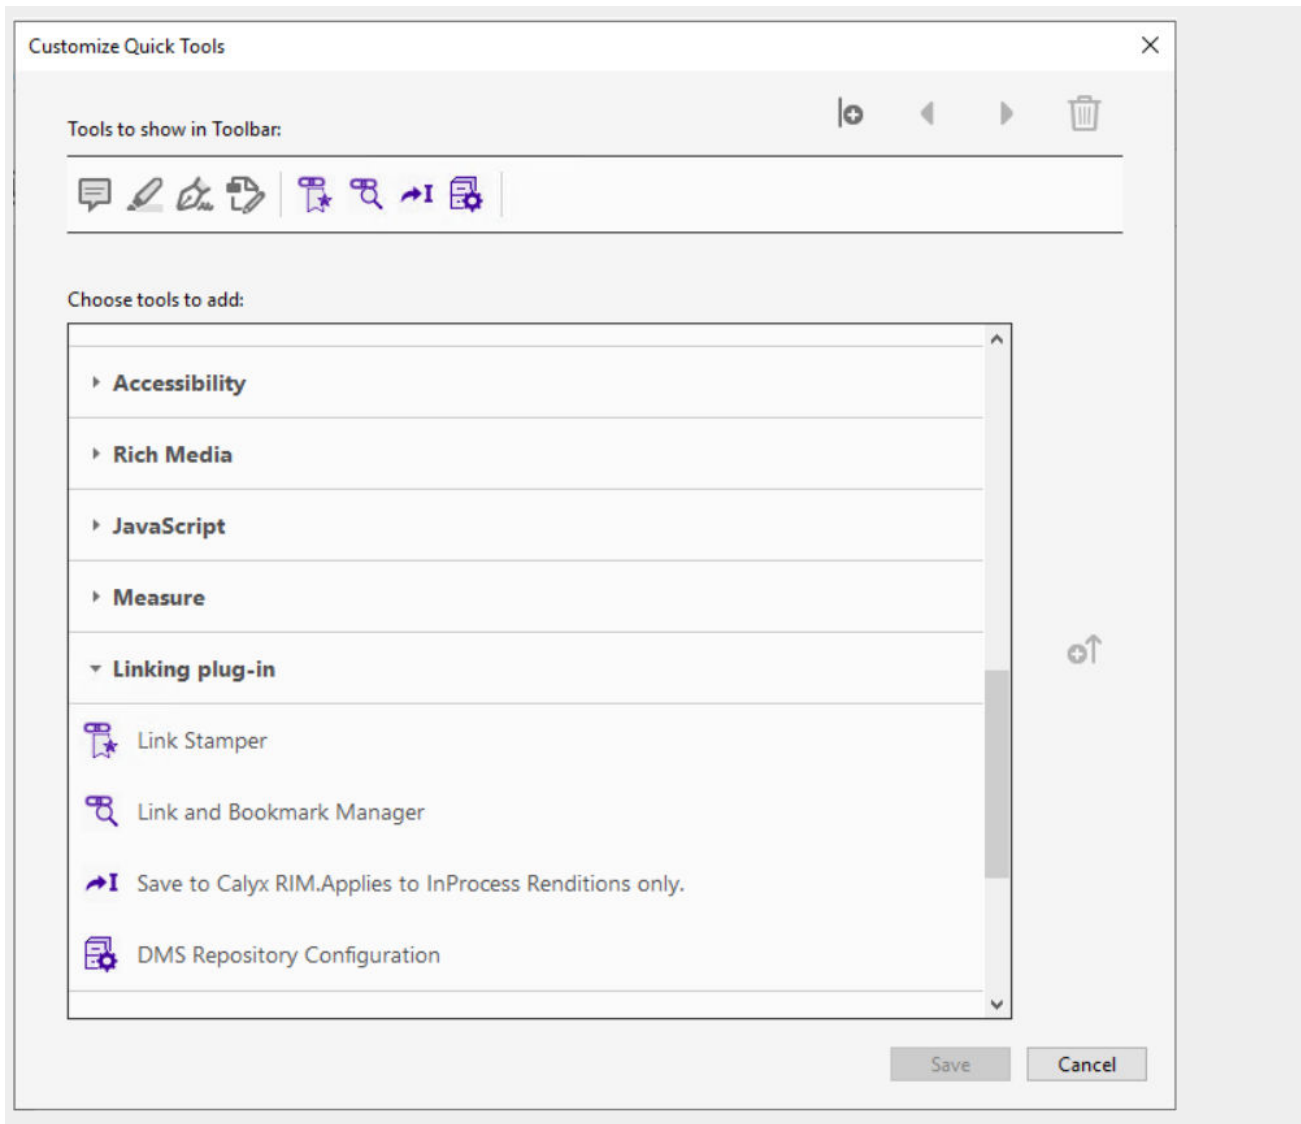 Customize Quick Tools
Tools to show in Toolbar:
Choose tools to add:
Accessibility
Rich Media
JavaScript
Measure
Linking plug-in
Link Stamper
Link and Bookmark Manager
Save to Calyx RIM.Applies to InProcess Renditions only.
DMS Repository Configuration
Save
Cancel